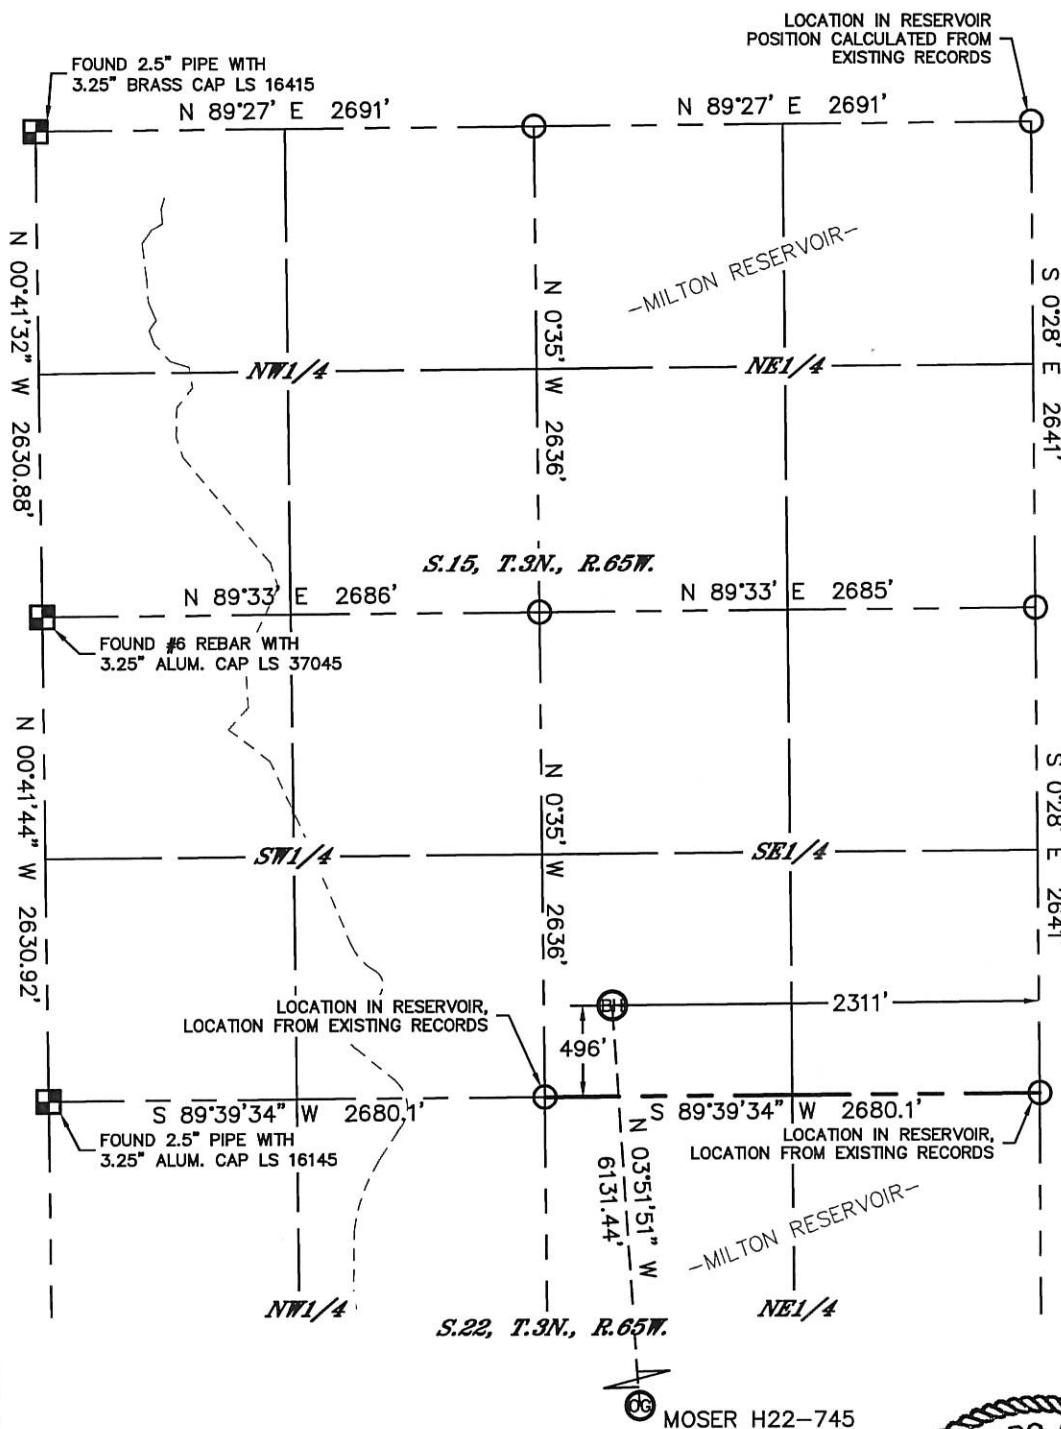 LOCATION IN RESERVOIR
POSITION CALCULATED FROM
EXISTING RECORDS
FOUND 2.5" PIPE WITH
3.25" BRASS CAP LS 16415
N 89°27' E 2691'
N 89°27' E 2691'
-MILTON RESERVOIR-
N 00°41'32" W 2630.88'
N 0°35' W 2636'
S 0°28' E 2641'
NW1/4
NE1/4
S.15, T.3N., R.65W.
N 89°33' E 2686'
N 89°33' E 2685'
FOUND #6 REBAR WITH
3.25" ALUM. CAP LS 37045
N 00°41'44" W 2630.92'
N 0°35' W 2636'
S 0°28' E 2641'
SW1/4
SE1/4
LOCATION IN RESERVOIR,
LOCATION FROM EXISTING RECORDS
BH
2311'
496'
S 89°39'34" W 2680.1'
S 89°39'34" W 2680.1'
FOUND 2.5" PIPE WITH
3.25" ALUM. CAP LS 16145
LOCATION IN RESERVOIR,
LOCATION FROM EXISTING RECORDS
N 03°51'51" W
6131.44'
-MILTON RESERVOIR-
NW1/4
NE1/4
S.22, T.3N., R.65W.
OG
MOSER H22-745